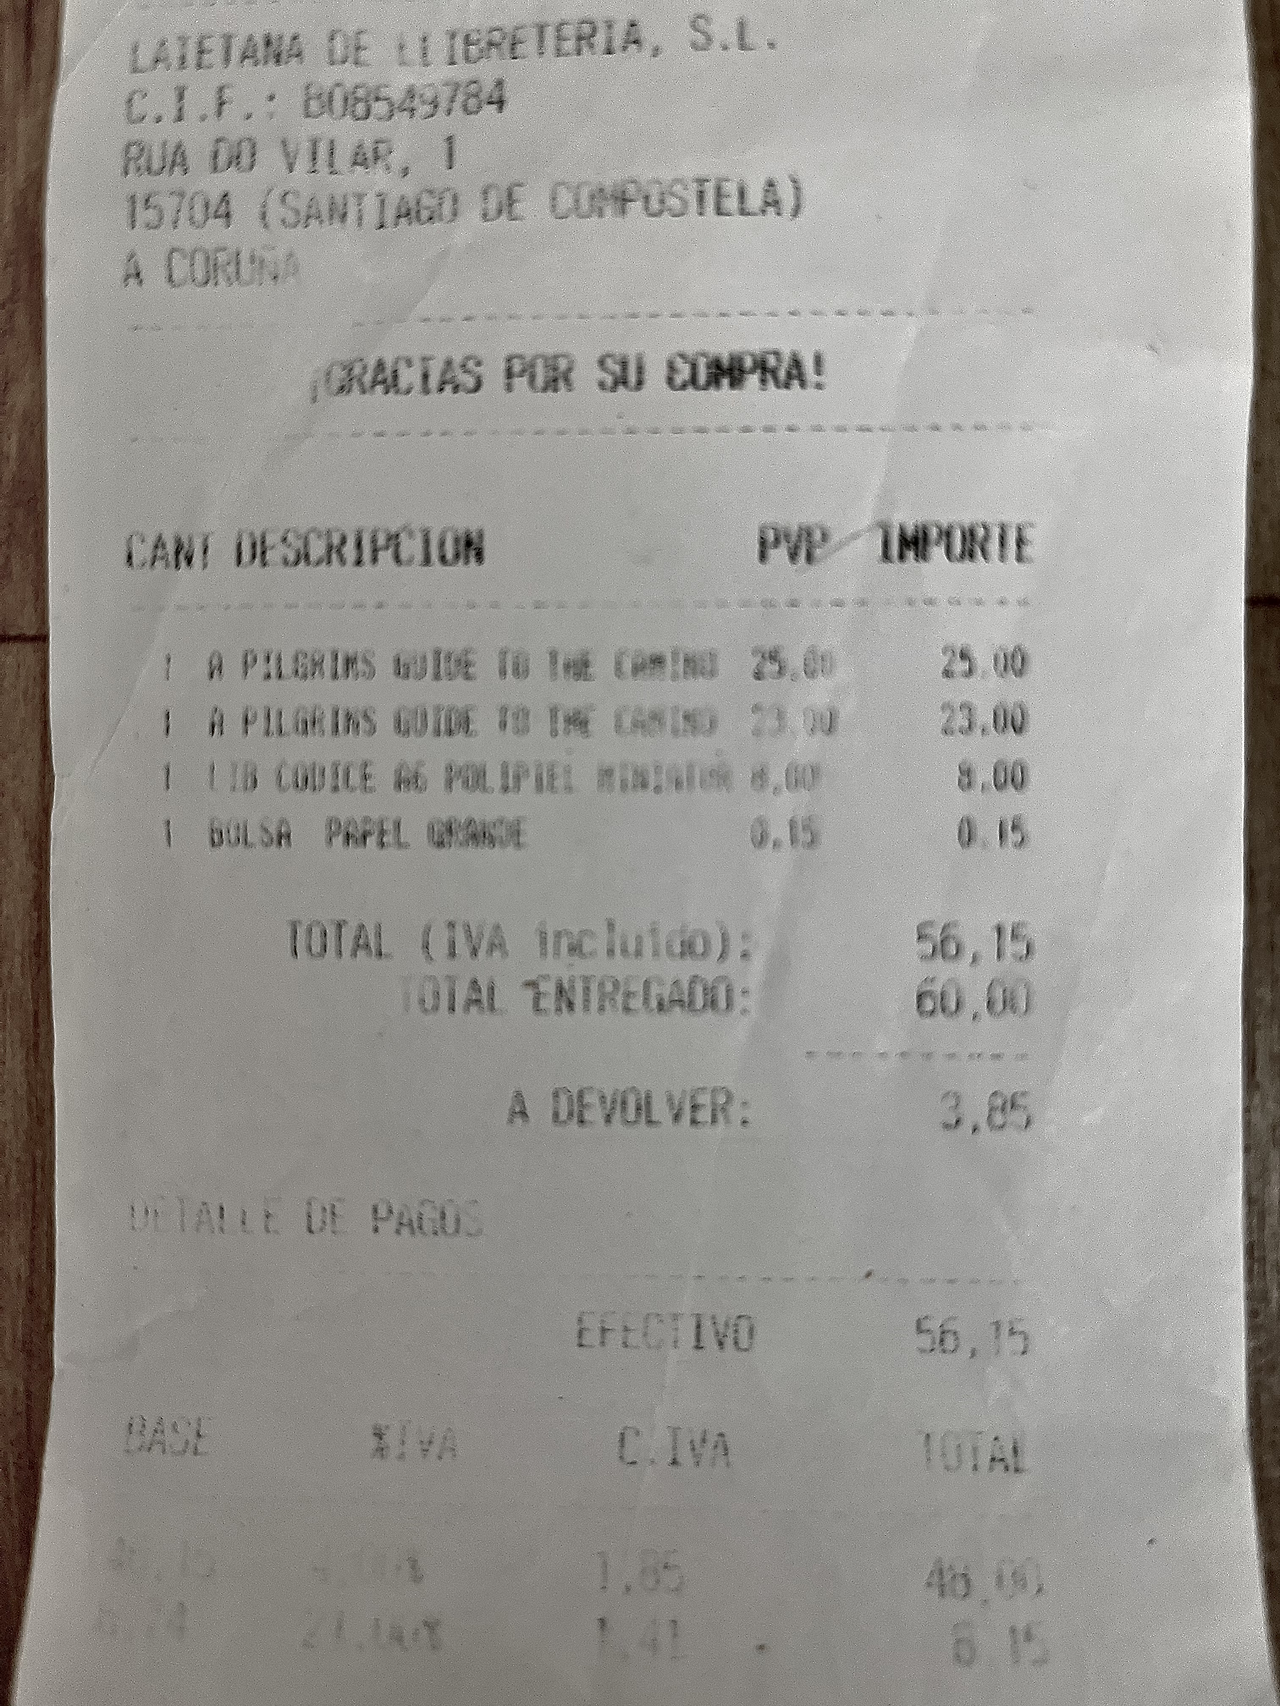 LAIETANA DE LLIBRETERIA, S.L.
C.I.F.: B08549784
RUA DO VILAR, 1
15704 (SANTIAGO DE COMPOSTELA)
A CORUÑA
¡GRACIAS POR SU COMPRA!
CANT DESCRIPCION PVP IMPORTE
1 A PILGRIMS GUIDE TO THE CAMINO 25,00 25,00
1 A PILGRIMS GUIDE TO THE CAMINO 23,00 23,00
1 LIB CODICE A6 POLIPIEL MINIATUR 8,00 8,00
1 BOLSA PAPEL GRANDE 0,15 0,15
TOTAL (IVA incluido): 56,15
TOTAL ENTREGADO: 60,00
A DEVOLVER: 3,85
DETALLE DE PAGOS
EFECTIVO 56,15
BASE %IVA C.IVA TOTAL
1,85 48,00
1,41 8,15